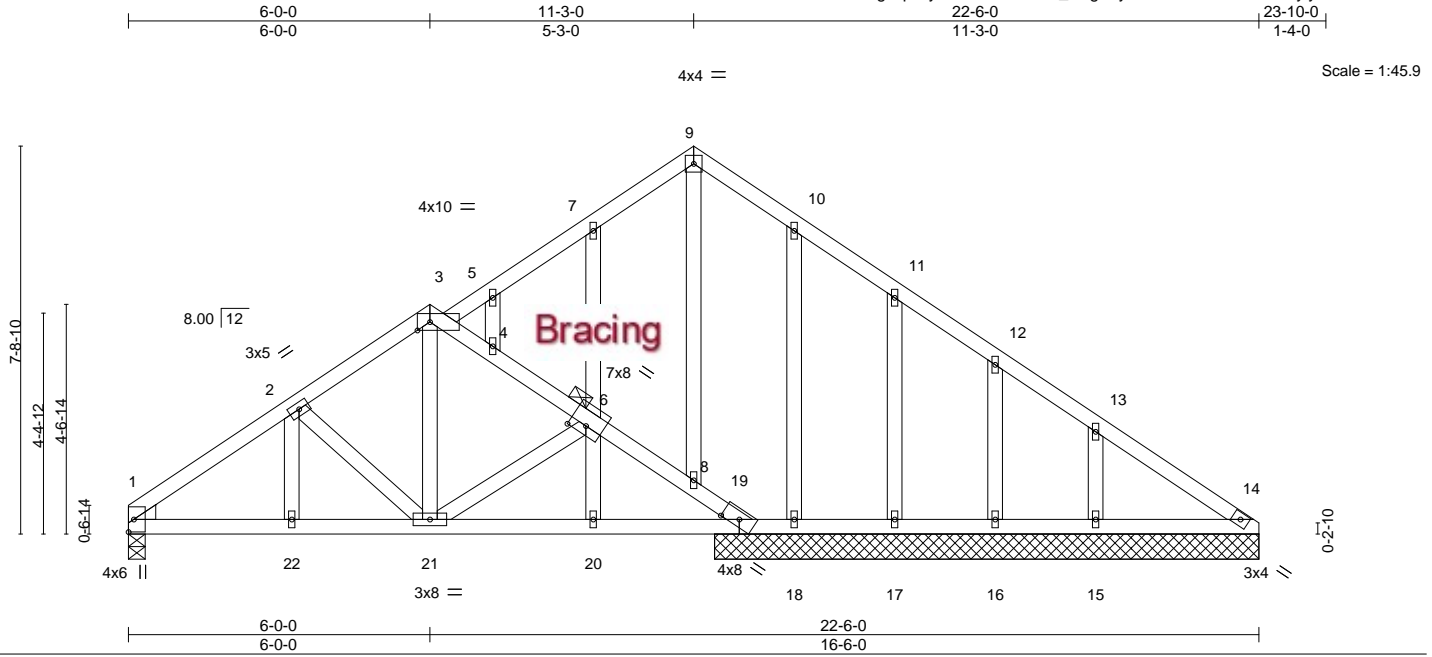 6-0-0 11-3-0 22-6-0 23-10-0
6-0-0 5-3-0 11-3-0 1-4-0
4x4 =
Scale = 1:45.9
9
10
7
4x10 =
11
3 5
8.00 12
4 Bracing
12
3x5
7x8
7-8-10
2 6
13
4-4-12
4-6-14
8
1 19 14
0-6-14
0-2-10
4x6
22 21 20
4x8
3x4
3x8 =
18 17 16 15
6-0-0 22-6-0
6-0-0 16-6-0